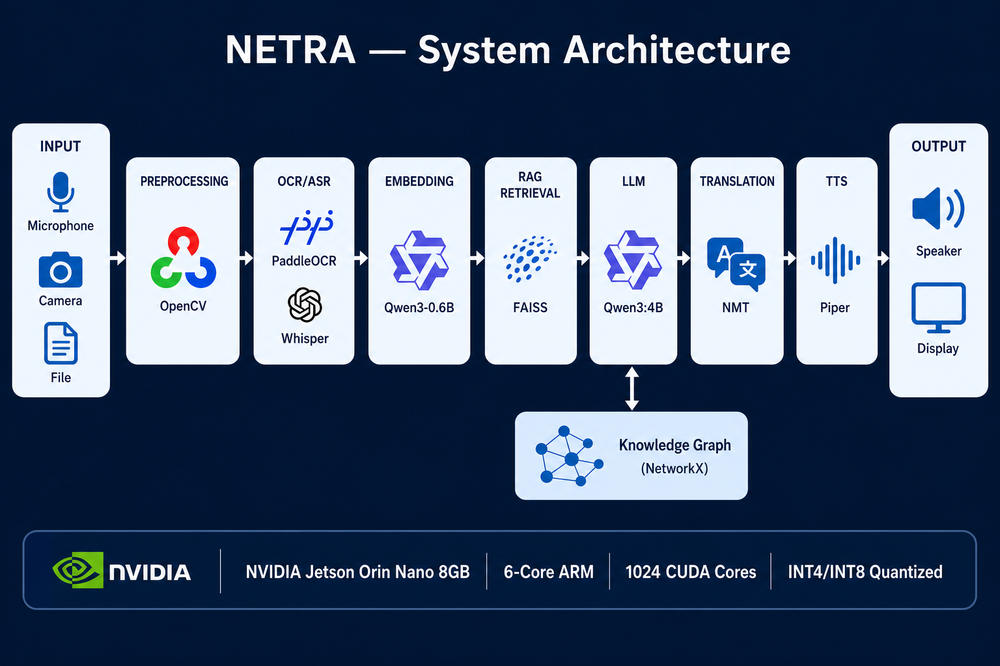 NETRA — System Architecture
INPUT
Microphone
Camera
File
PREPROCESSING
OpenCV
OCR/ASR
PaddleOCR
Whisper
EMBEDDING
Qwen3-0.6B
RAG
RETRIEVAL
FAISS
LLM
Qwen3:4B
TRANSLATION
A
文
NMT
TTS
Piper
OUTPUT
Speaker
Display
Knowledge Graph
(NetworkX)
NVIDIA
NVIDIA Jetson Orin Nano 8GB
6-Core ARM
1024 CUDA Cores
INT4/INT8 Quantized